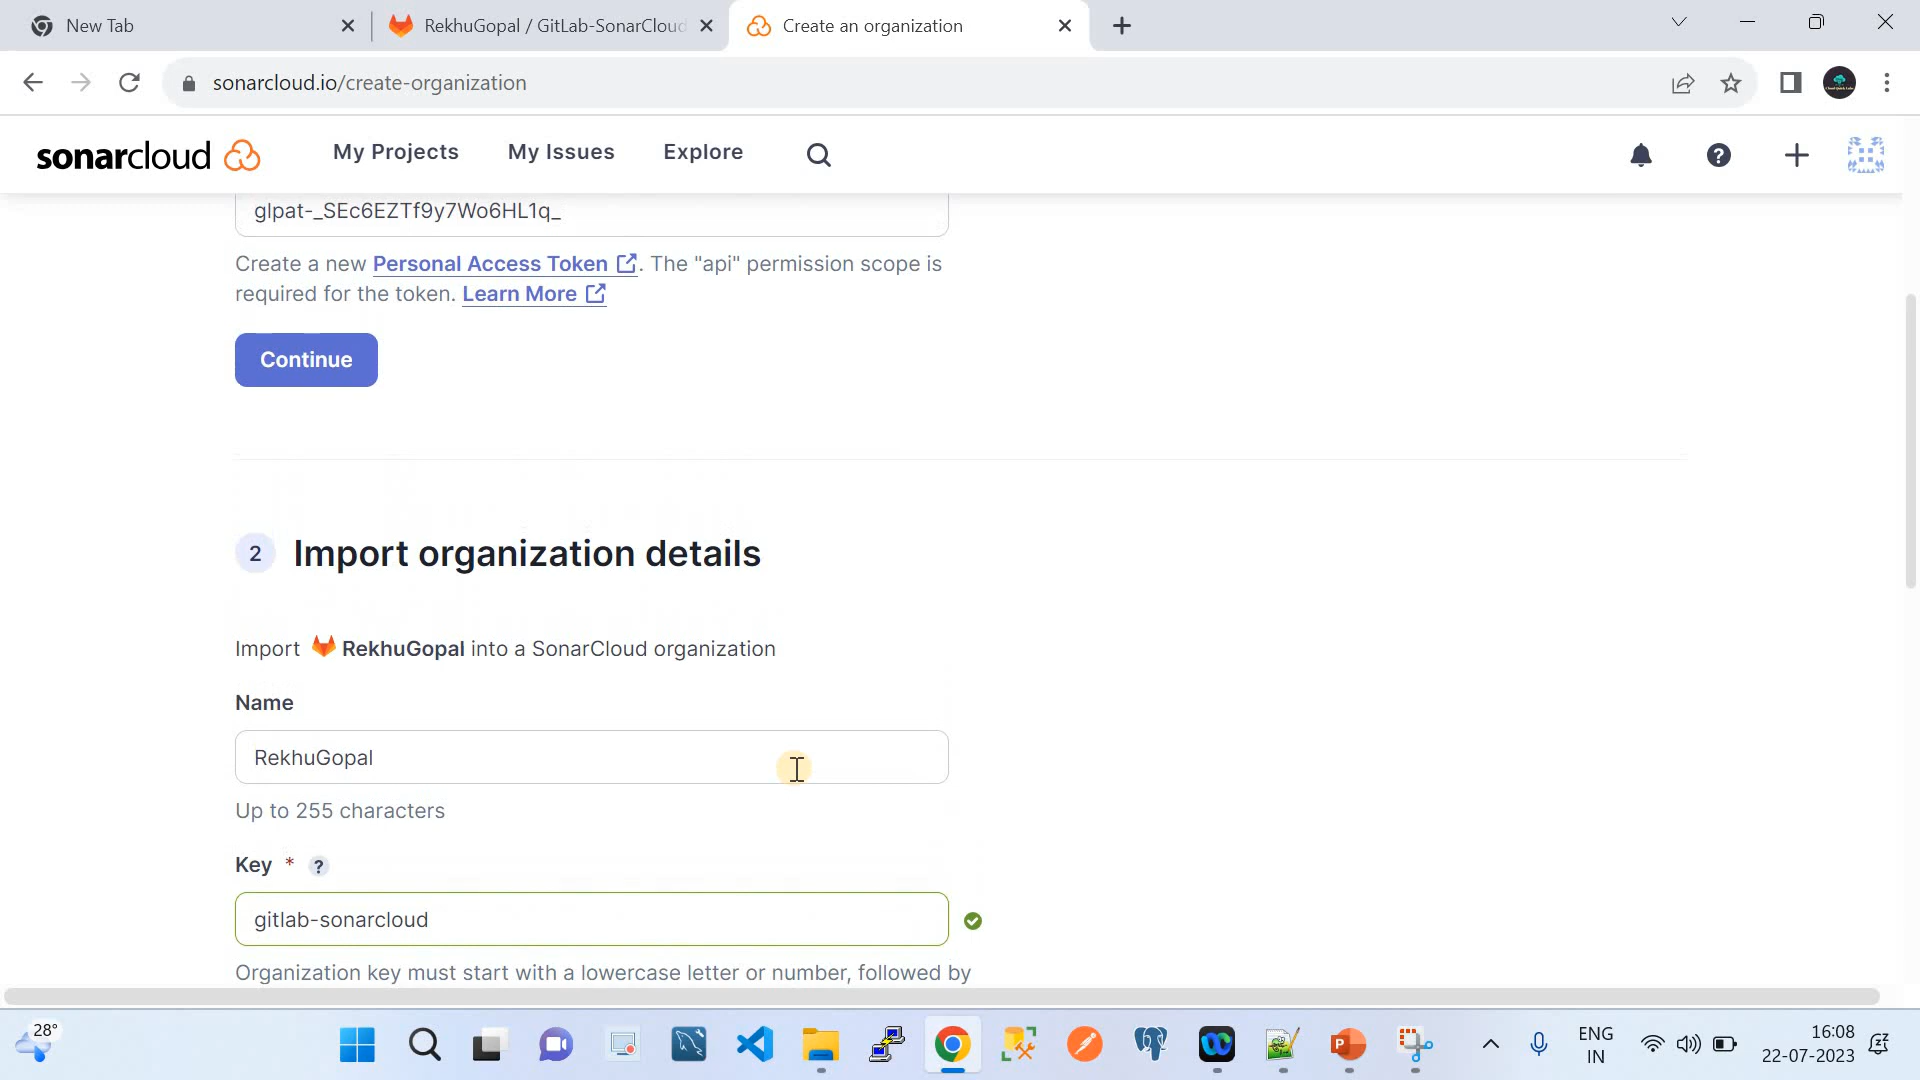 New Tab
RekhuGopal / GitLab-SonarCloud
Create an organization
sonarcloud.io/create-organization
sonarcloud
My Projects
My Issues
Explore
glpat-_SEc6EZTf9y7Wo6HL1q_
Create a new Personal Access Token . The "api" permission scope is
required for the token. Learn More
Continue
2 Import organization details
Import RekhuGopal into a SonarCloud organization
Name
RekhuGopal
Up to 255 characters
Key * ?
gitlab-sonarcloud
Organization key must start with a lowercase letter or number, followed by
28°
ENG
IN
16:08
22-07-2023